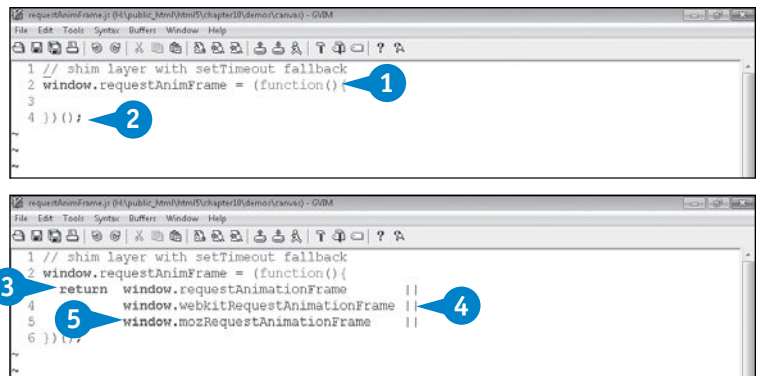 requestAnimFrame.js (H:\public_html\html5\chapter18\demos\canvas) - GVIM
File Edit Tools Syntax Buffers Window Help
1 // shim layer with setTimeout fallback
2 window.requestAnimFrame = (function(){
1
3
4 })();
2
~
~
~
requestAnimFrame.js (H:\public_html\html5\chapter18\demos\canvas) - GVIM
File Edit Tools Syntax Buffers Window Help
1 // shim layer with setTimeout fallback
2 window.requestAnimFrame = (function(){
3
return window.requestAnimationFrame ||
4 window.webkitRequestAnimationFrame ||
4
5 window.mozRequestAnimationFrame ||
5
6 })();
~
~